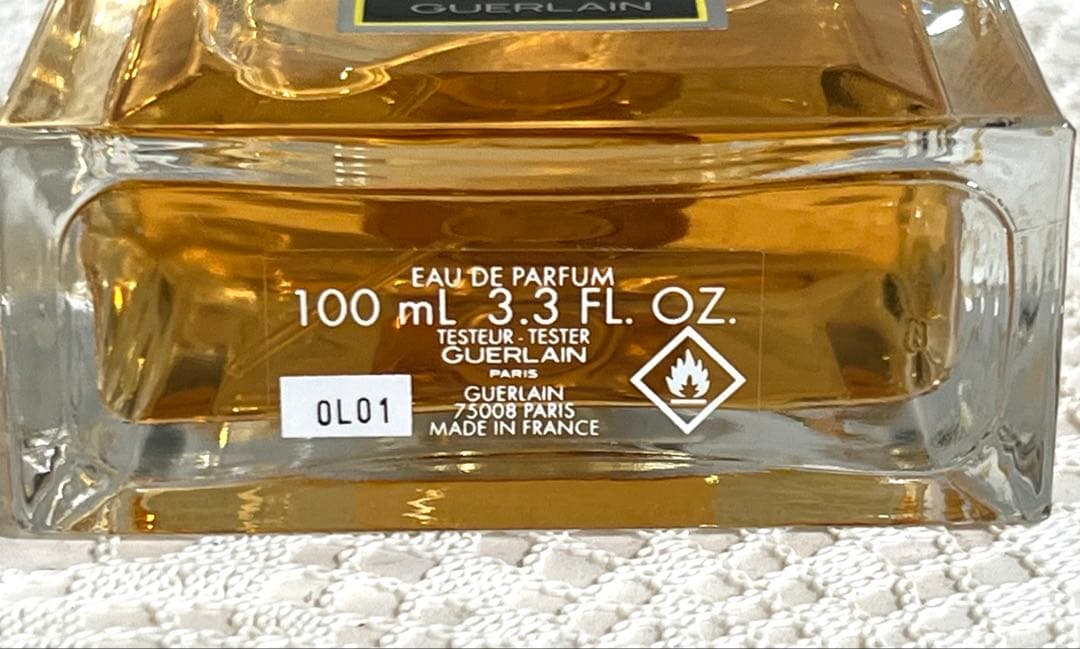 GUERLAIN
EAU DE PARFUM
100 mL 3.3 FL. OZ.
TESTEUR - TESTER
GUERLAIN
PARIS
GUERLAIN
75008 PARIS
MADE IN FRANCE
0L01